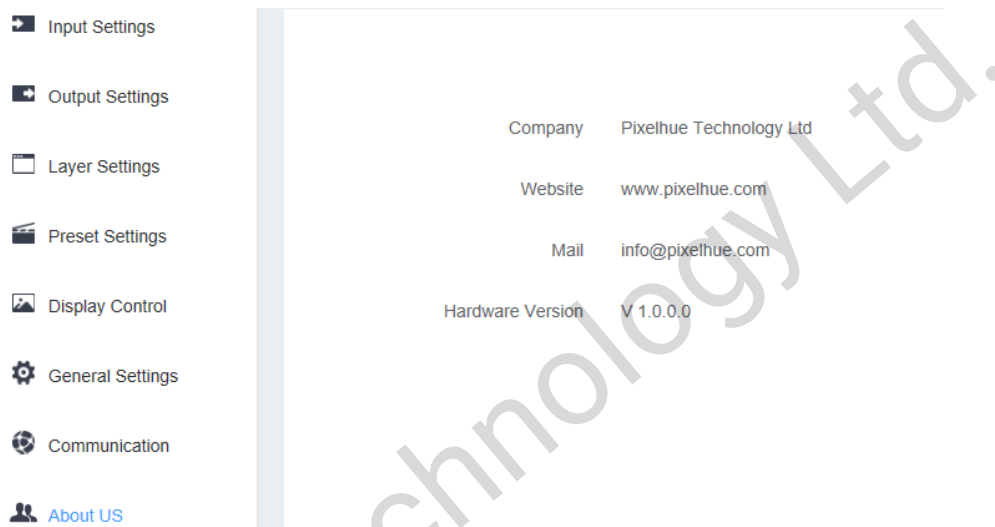 Input Settings
Output Settings
Layer Settings
Preset Settings
Display Control
General Settings
Communication
About US
Company Pixelhue Technology Ltd
Website www.pixelhue.com
Mail info@pixelhue.com
Hardware Version V 1.0.0.0
chnology Ltd.